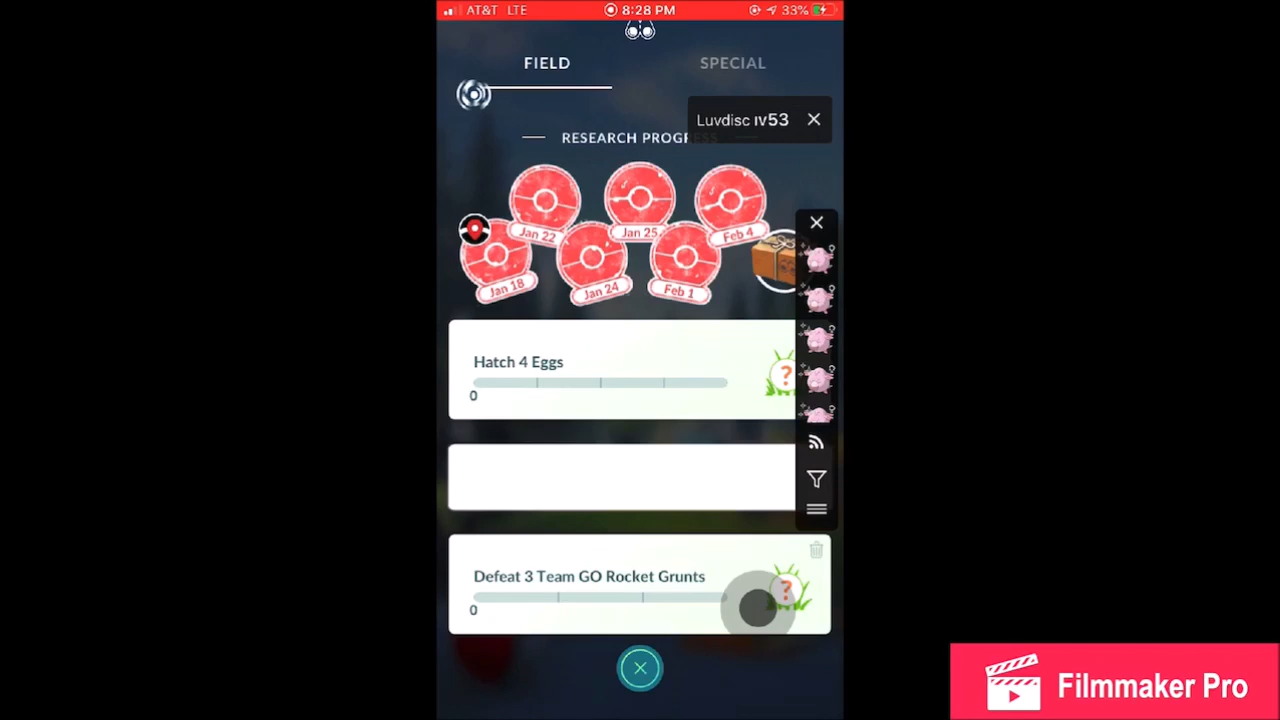 AT&T LTE 8:28 PM 33%
FIELD SPECIAL
Luvdisc IV53
RESEARCH PROGR
Jan 22 Jan 25 Feb 4
Jan 18 Jan 24 Feb 1
Hatch 4 Eggs
?
0
Defeat 3 Team GO Rocket Grunts
?
0
Filmmaker Pro